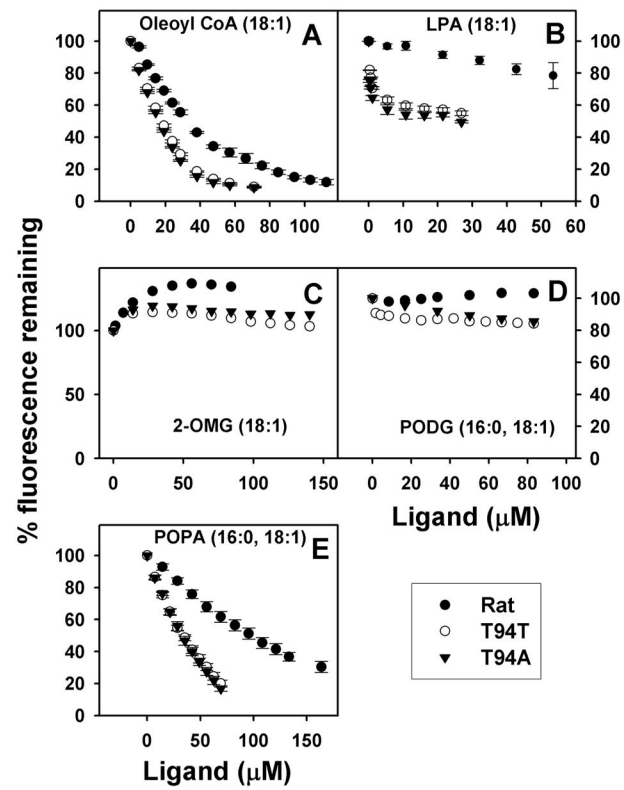 Oleoyl CoA (18:1)
A
100
80
60
40
20
0
0 20 40 60 80 100
LPA (18:1)
B
100
80
60
40
20
0
0 10 20 30 40 50 60
% fluorescence remaining
C
2-OMG (18:1)
100
50
0
0 50 100 150
D
PODG (16:0, 18:1)
100
80
60
40
20
0
0 20 40 60 80 100
Ligand (µM)
POPA (16:0, 18:1)
E
100
80
60
40
20
0
0 50 100 150
Ligand (µM)
Rat
T94T
T94A